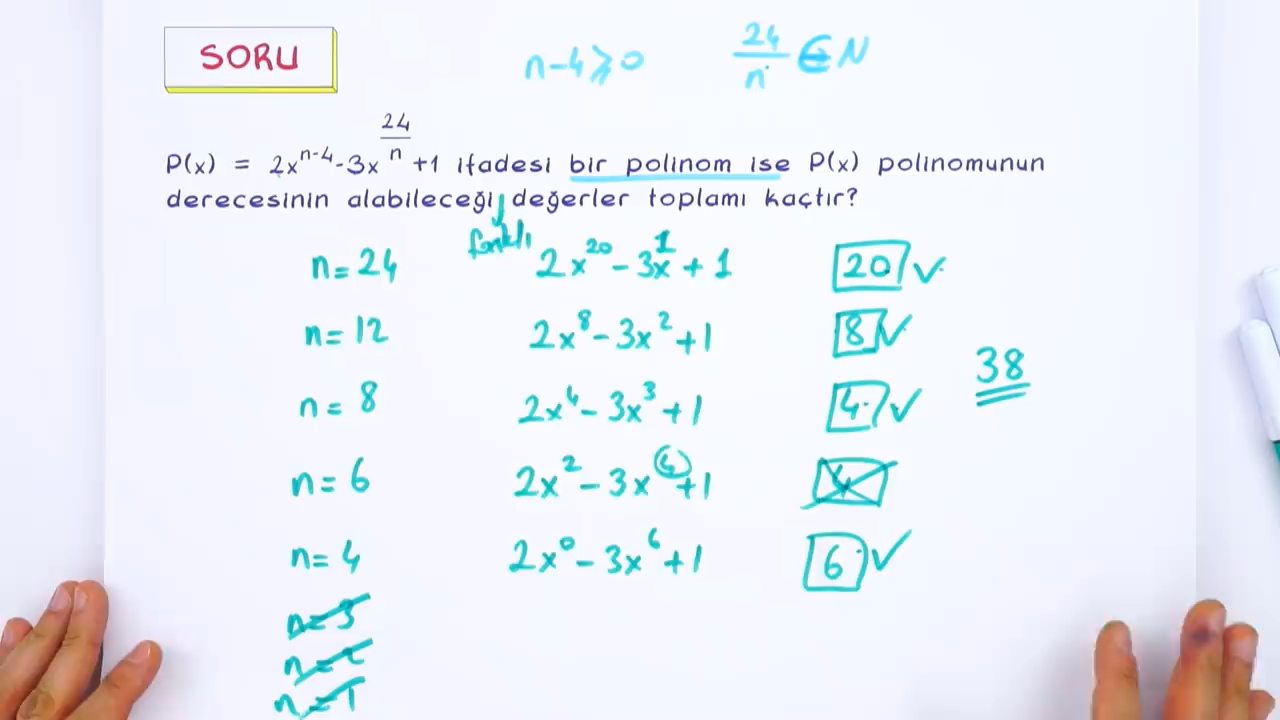 SORU
n-4≥0
24/n ∈ N
P(x) = 2x^(n-4) - 3x^(24/n) + 1 ifadesi bir polinom ise P(x) polinomunun
derecesinin alabileceği değerler toplamı kaçtır?
farklı
n = 24 2x^20 - 3x^1 + 1 20 ✓
n = 12 2x^8 - 3x^2 + 1 8 ✓
38
n = 8 2x^4 - 3x^3 + 1 4 ✓
n = 6 2x^2 - 3x^4 + 1 4
n = 4 2x^0 - 3x^6 + 1 6 ✓
n = 3
n = 2
n = 1